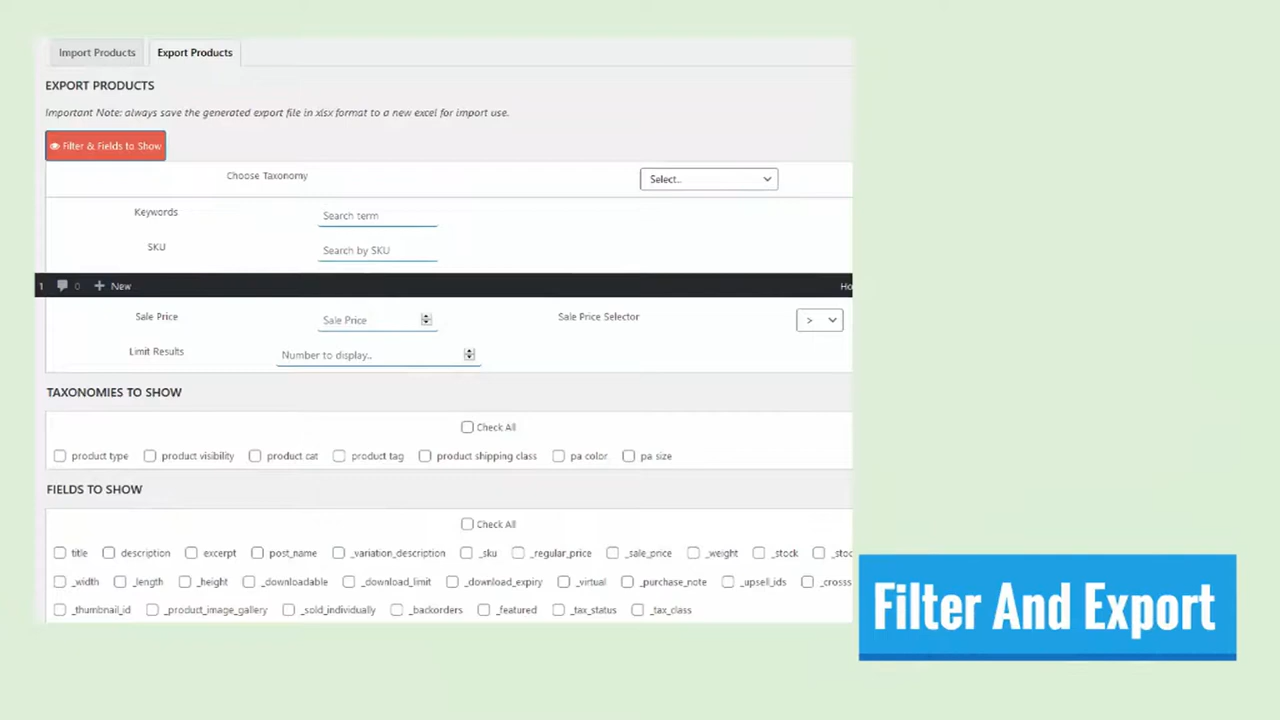 Import Products Export Products
EXPORT PRODUCTS
Important Note: always save the generated export file in xlsx format to a new excel for import use.
Filter & Fields to Show
Choose Taxonomy Select..
Keywords Search term
SKU Search by SKU
1 0 New Ho
Sale Price Sale Price Sale Price Selector >
Limit Results Number to display..
TAXONOMIES TO SHOW
Check All
product type product visibility product cat product tag product shipping class pa color pa size
FIELDS TO SHOW
Check All
title description excerpt post_name _variation_description _sku _regular_price _sale_price _weight _stock _stoc
_width _length _height _downloadable _download_limit _download_expiry _virtual _purchase_note _upsell_ids _crosss
_thumbnail_id _product_image_gallery _sold_individually _backorders _featured _tax_status _tax_class
Filter And Export